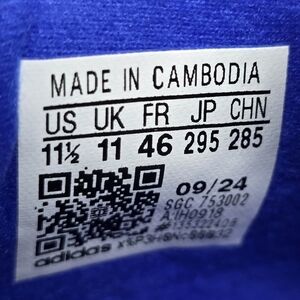 MADE IN CAMBODIA
US UK FR JP CHN
11½ 11 46 295 285
09/24
SGC 753002
adidas